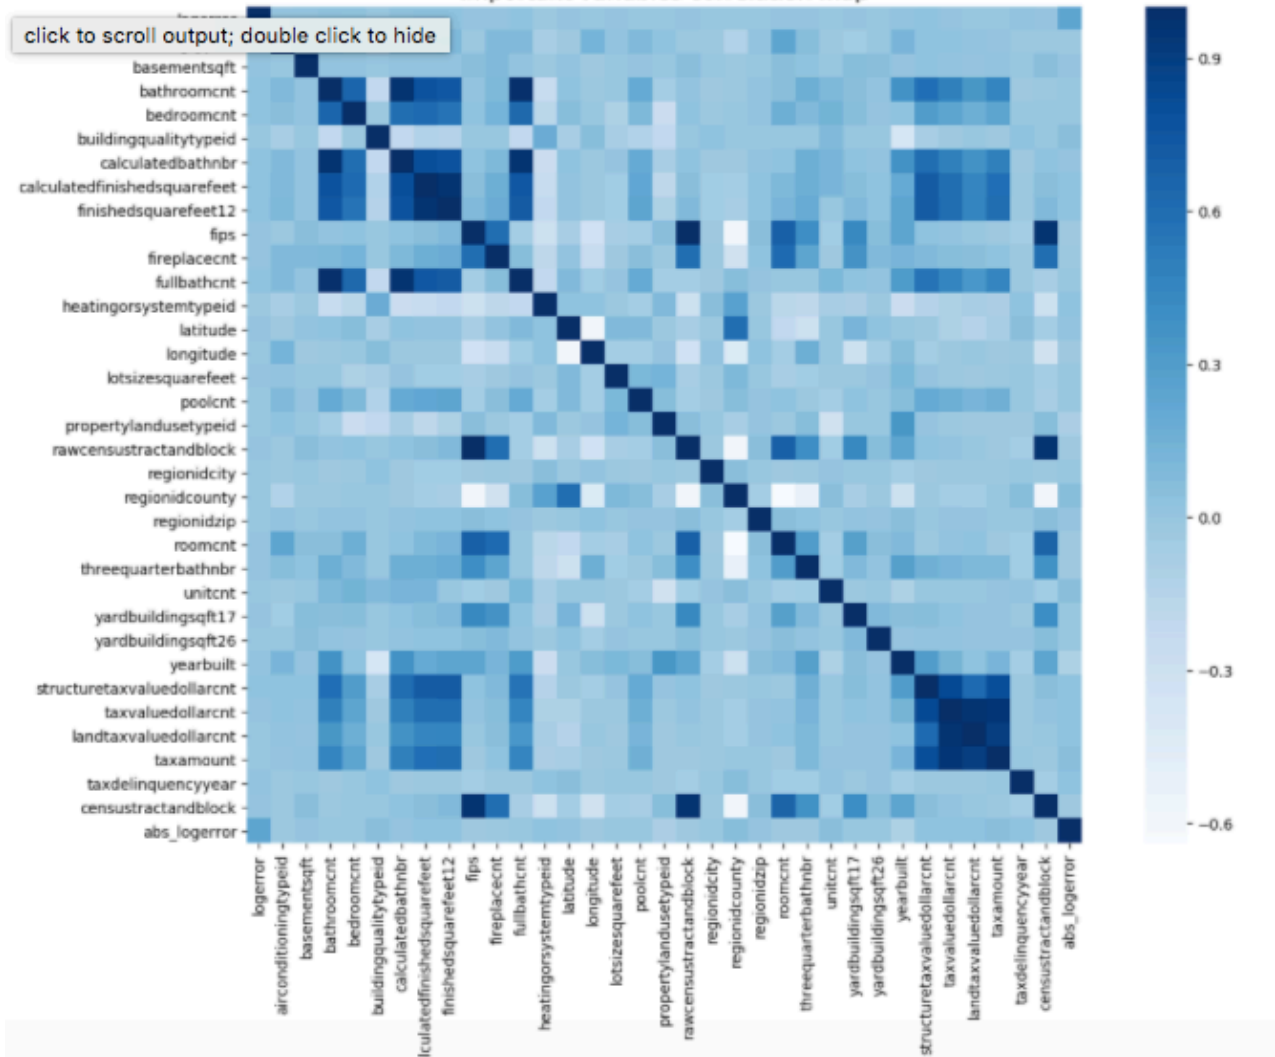 click to scroll output; double click to hide
basementsqft
bathroomcnt
bedroomcnt
buildingqualitytypeid
calculatedbathnbr
calculatedfinishedsquarefeet
finishedsquarefeet12
fips
fireplacecnt
fullbathcnt
heatingorsystemtypeid
latitude
longitude
lotsizesquarefeet
poolcnt
propertylandusetypeid
rawcensustractandblock
regionidcity
regionidcounty
regionidzip
roomcnt
threequarterbathnbr
unitcnt
yardbuildingsqft17
yardbuildingsqft26
yearbuilt
structuretaxvaluedollarcnt
taxvaluedollarcnt
landtaxvaluedollarcnt
taxamount
taxdelinquencyyear
censustractandblock
abs_logerror
logerror
airconditioningtypeid
basementsqft
bathroomcnt
bedroomcnt
buildingqualitytypeid
calculatedbathnbr
lculatedfinishedsquarefeet
finishedsquarefeet12
fips
fireplacecnt
fullbathcnt
heatingorsystemtypeid
latitude
longitude
lotsizesquarefeet
poolcnt
propertylandusetypeid
rawcensustractandblock
regionidcity
regionidcounty
regionidzip
roomcnt
threequarterbathnbr
unitcnt
yardbuildingsqft17
yardbuildingsqft26
yearbuilt
structuretaxvaluedollarcnt
taxvaluedollarcnt
landtaxvaluedollarcnt
taxamount
taxdelinquencyyear
censustractandblock
abs_logerror
0.9
0.6
0.3
0.0
−0.3
−0.6